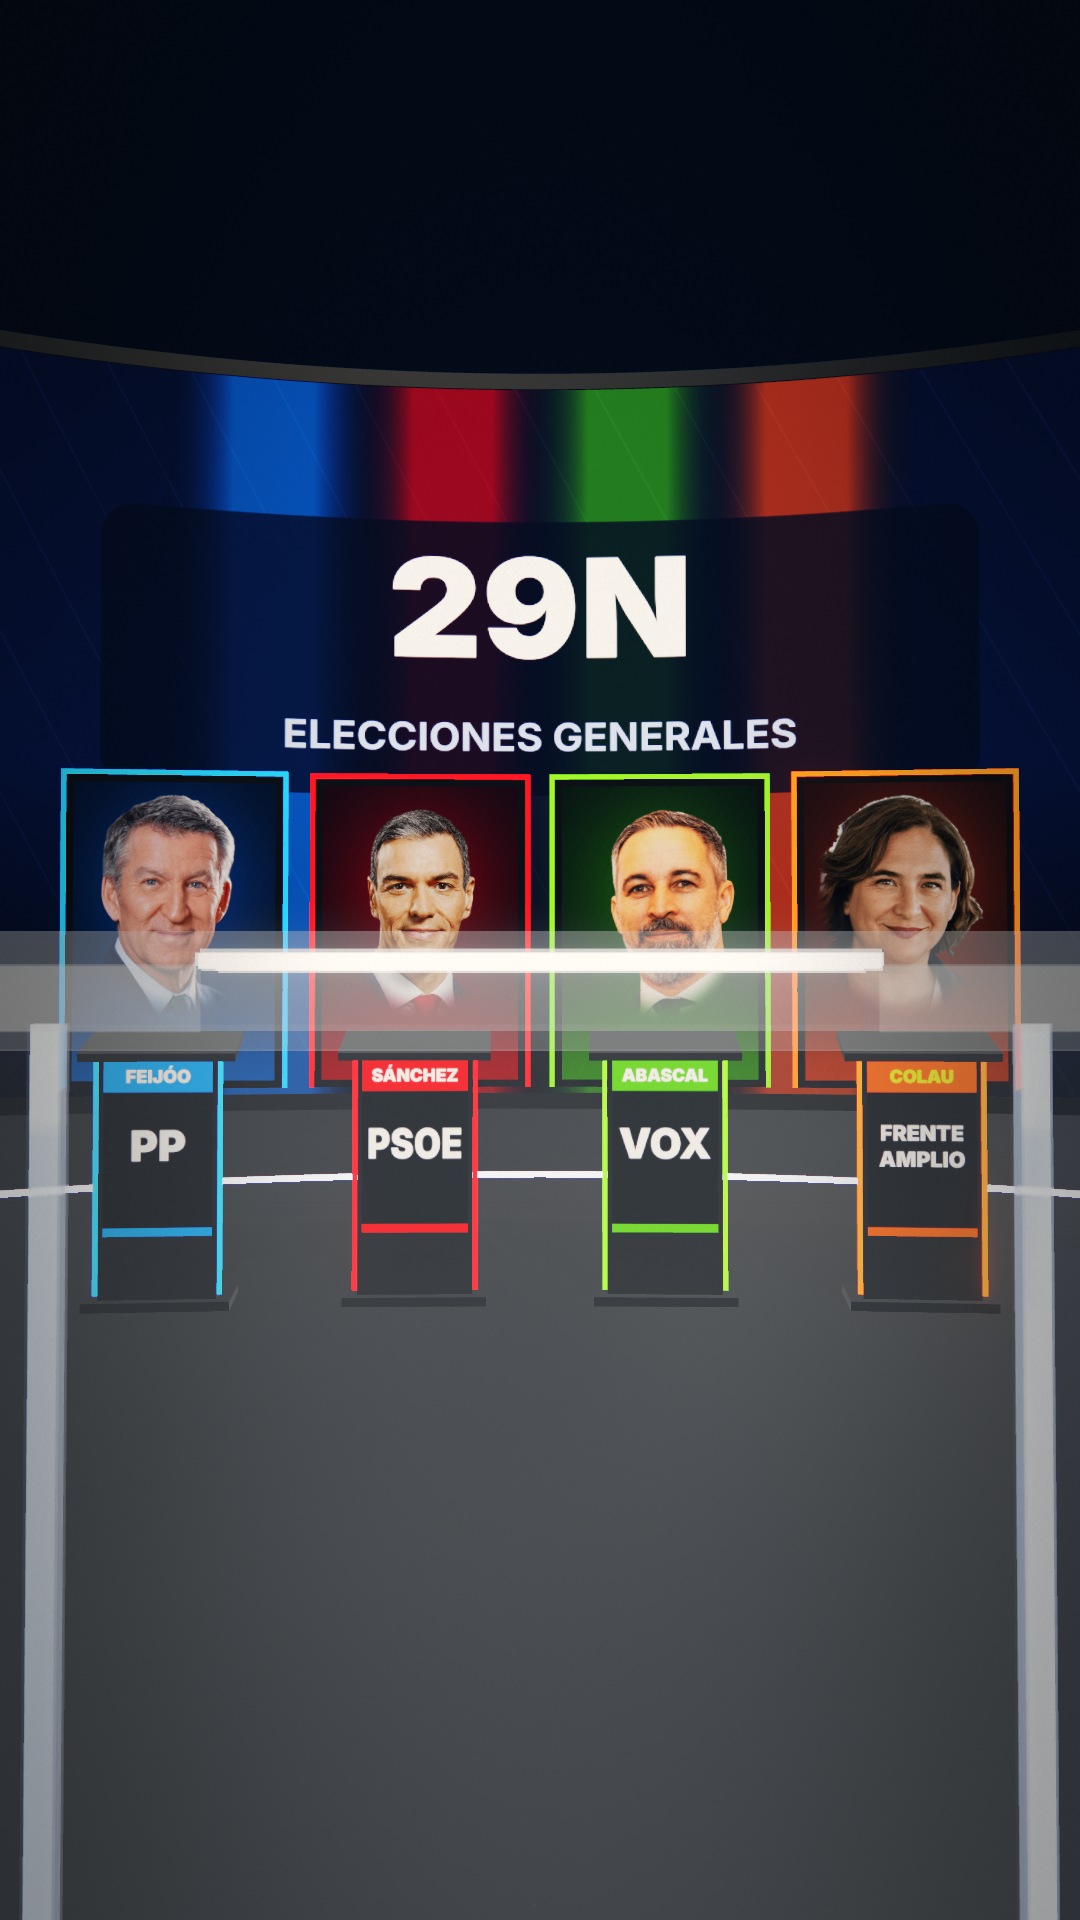 29N
ELECCIONES GENERALES
FEIJÓO
SÁNCHEZ
ABASCAL
COLAU
PP
PSOE
VOX
FRENTE
AMPLIO